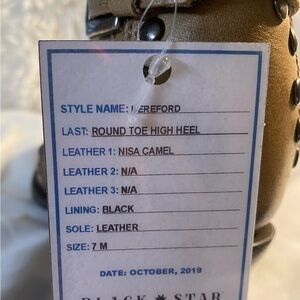 STYLE NAME: HEREFORD
LAST: ROUND TOE HIGH HEEL
LEATHER 1: NISA CAMEL
LEATHER 2: N/A
LEATHER 3: N/A
LINING: BLACK
SOLE: LEATHER
SIZE: 7 M
DATE: OCTOBER, 2019
BLACK STAR